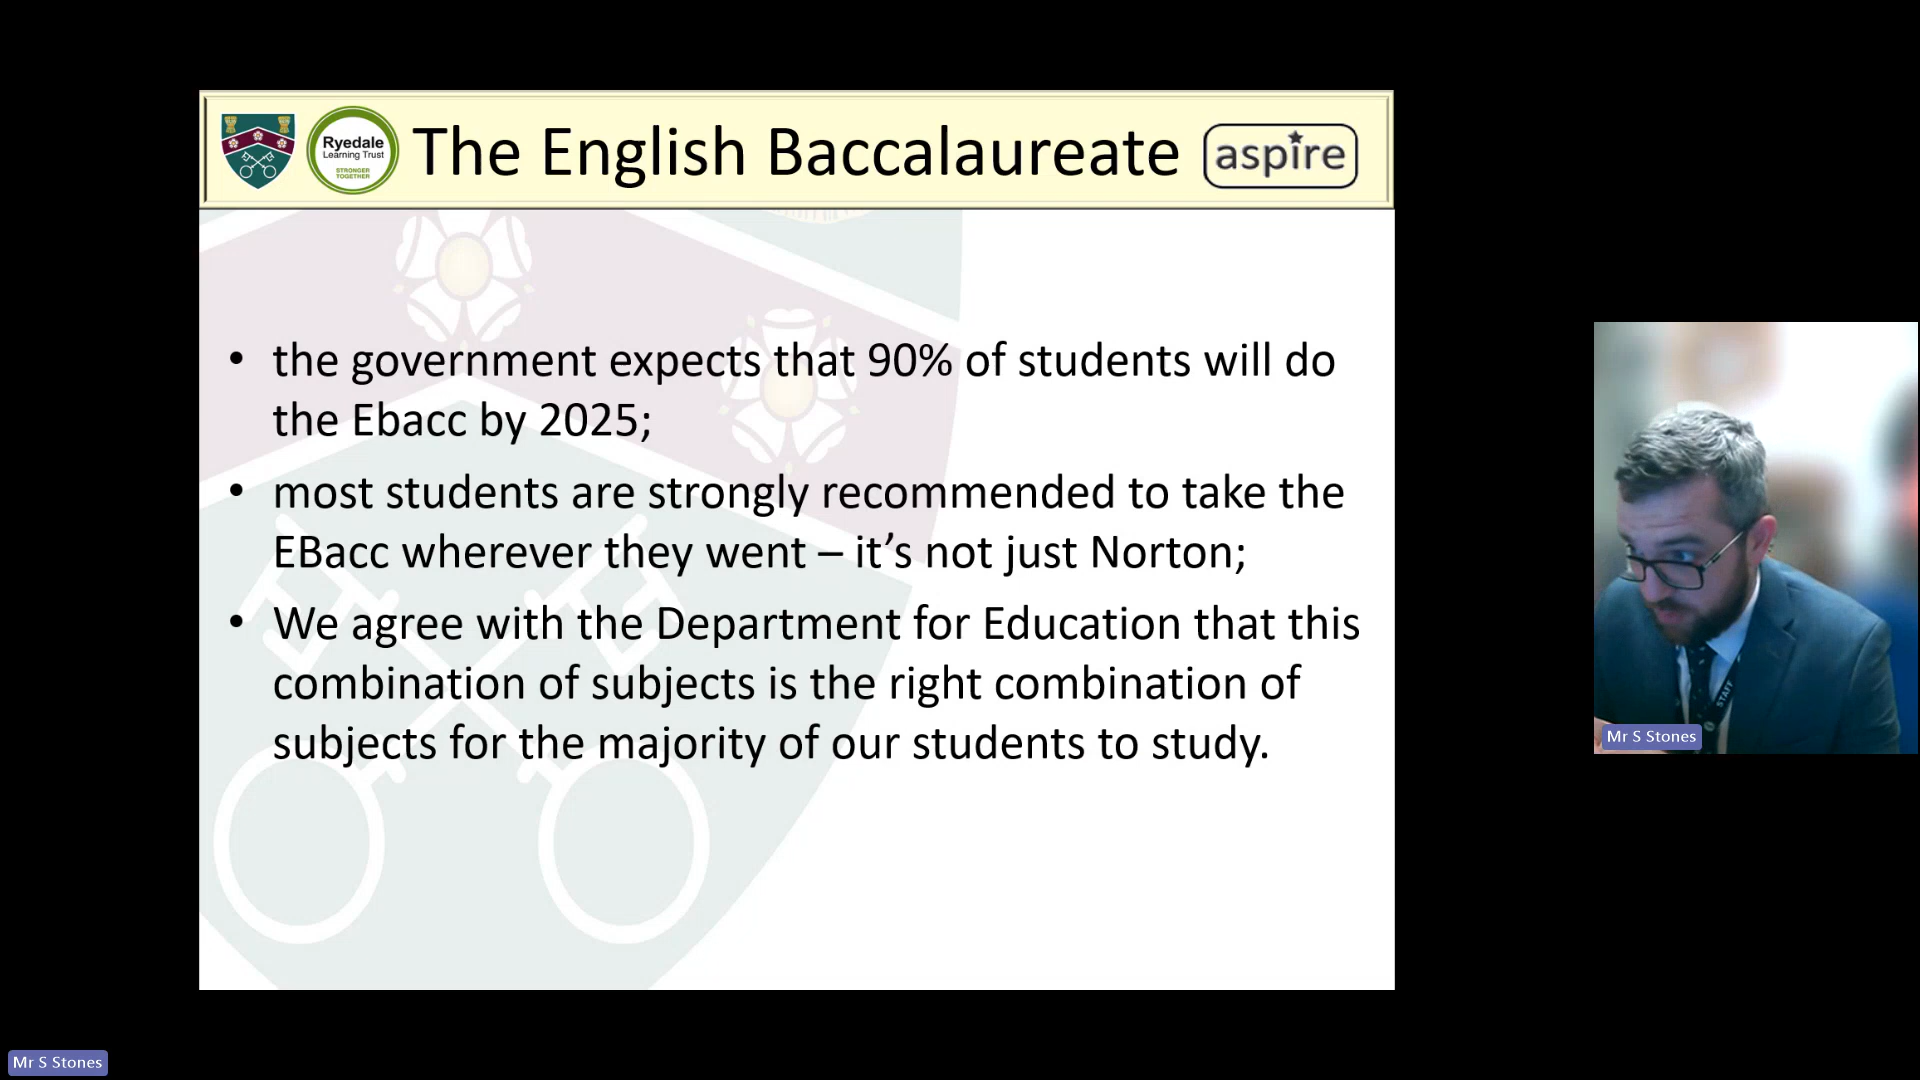 Ryedale
Learning Trust
STRONGER
TOGETHER
The English Baccalaureate
aspire
• the government expects that 90% of students will do
the Ebacc by 2025;
• most students are strongly recommended to take the
EBacc wherever they went – it’s not just Norton;
• We agree with the Department for Education that this
combination of subjects is the right combination of
subjects for the majority of our students to study.
STAFF
Mr S Stones
Mr S Stones